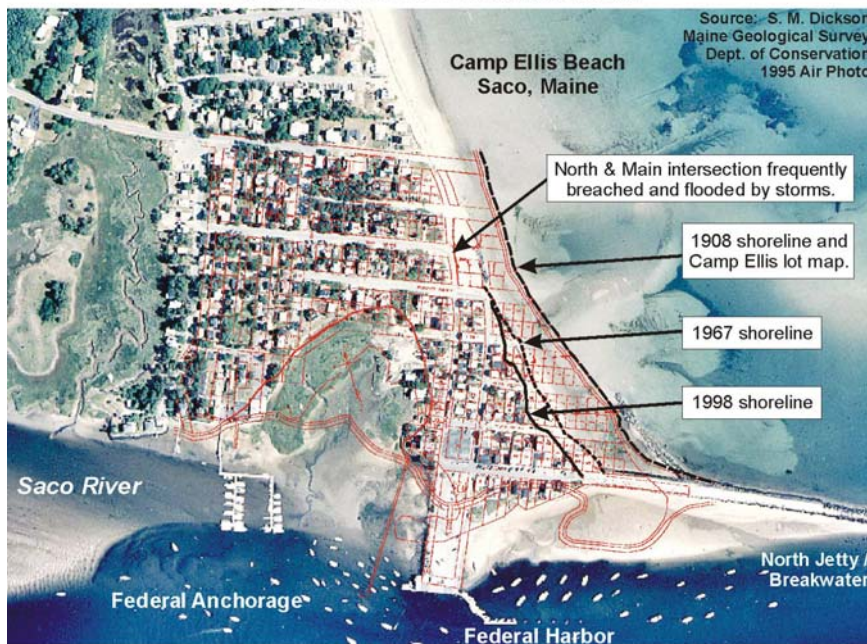 Source: S. M. Dickson
Maine Geological Survey
Dept. of Conservation
1995 Air Photo
Camp Ellis Beach
Saco, Maine
North & Main intersection frequently
breached and flooded by storms.
1908 shoreline and
Camp Ellis lot map.
1967 shoreline
1998 shoreline
Saco River
North Jetty /
Breakwater
Federal Anchorage
Federal Harbor